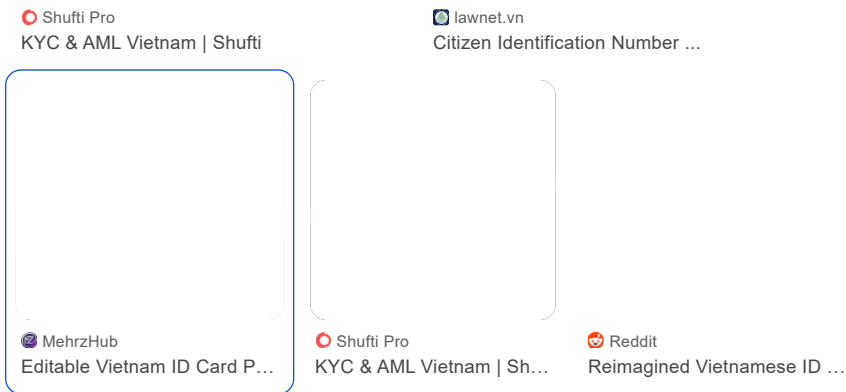 Shufti Pro
KYC & AML Vietnam | Shufti
lawnet.vn
Citizen Identification Number ...
MehrzHub
Editable Vietnam ID Card P...
Shufti Pro
KYC & AML Vietnam | Sh...
Reddit
Reimagined Vietnamese ID ...